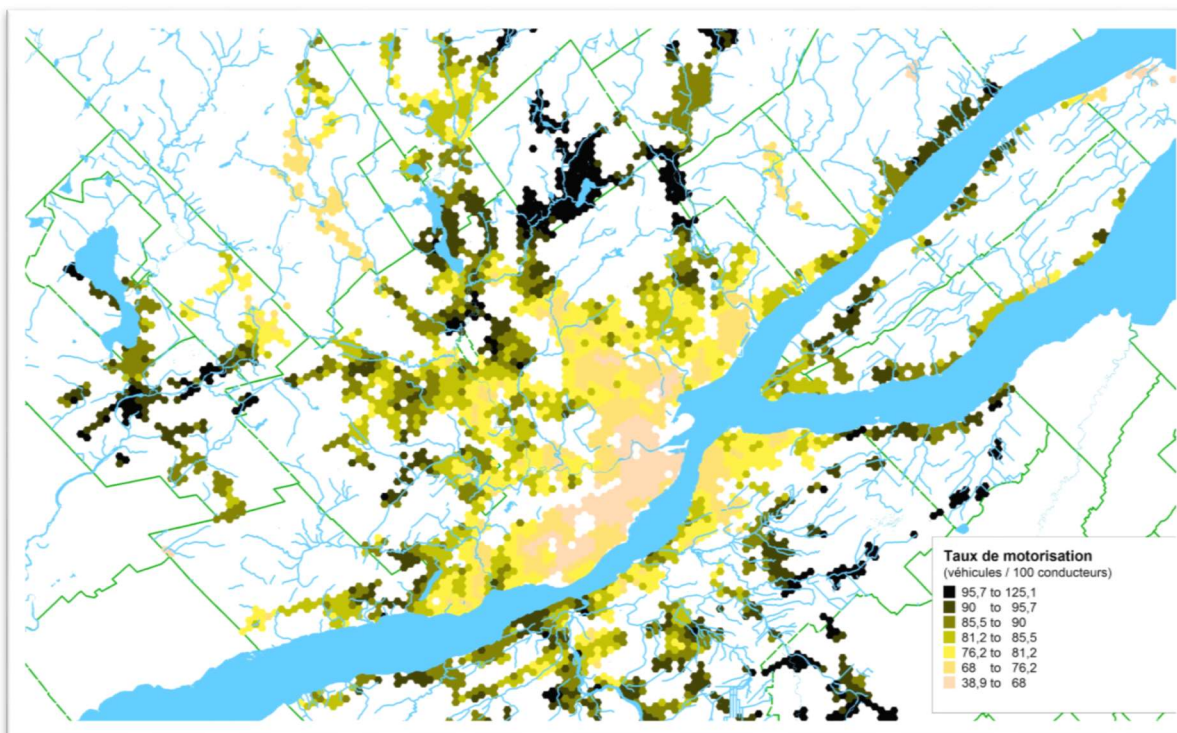 Taux de motorisation
(véhicules / 100 conducteurs)
95,7 to 125,1
90 to 95,7
85,5 to 90
81,2 to 85,5
76,2 to 81,2
68 to 76,2
38,9 to 68